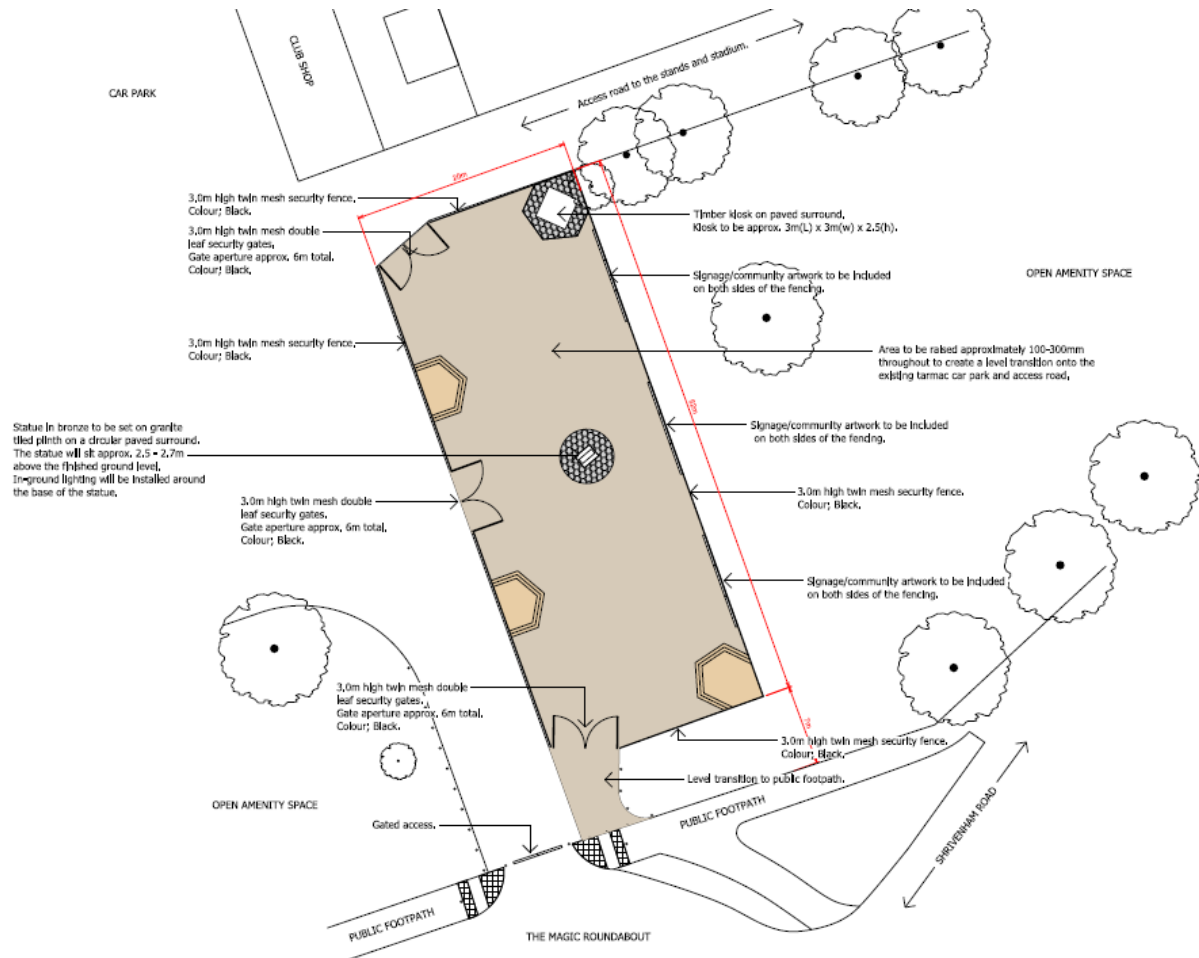 CLUB SHOP
CAR PARK
Access road to the stands and stadium.
20m
3.0m high twin mesh security fence.
Colour; Black.
3.0m high twin mesh double
leaf security gates.
Gate aperture approx. 6m total.
Colour; Black.
Timber kiosk on paved surround.
Kiosk to be approx. 3m(L) x 3m(w) x 2.5(h).
Signage/community artwork to be included
on both sides of the fencing.
OPEN AMENITY SPACE
3.0m high twin mesh security fence.
Colour; Black.
Area to be raised approximately 100-300mm
throughout to create a level transition onto the
existing tarmac car park and access road.
Statue in bronze to be set on granite
tiled plinth on a circular paved surround.
The statue will sit approx. 2.5 - 2.7m
above the finished ground level.
In-ground lighting will be installed around
the base of the statue.
Signage/community artwork to be included
on both sides of the fencing.
3.0m high twin mesh double
leaf security gates.
Gate aperture approx. 6m total.
Colour; Black.
3.0m high twin mesh security fence.
Colour; Black.
Signage/community artwork to be included
on both sides of the fencing.
3.0m high twin mesh double
leaf security gates.
Gate aperture approx. 6m total.
Colour; Black.
3.0m high twin mesh security fence.
Colour; Black.
Level transition to public footpath.
OPEN AMENITY SPACE
Gated access.
PUBLIC FOOTPATH
SHRIVENHAM ROAD
PUBLIC FOOTPATH
THE MAGIC ROUNDABOUT